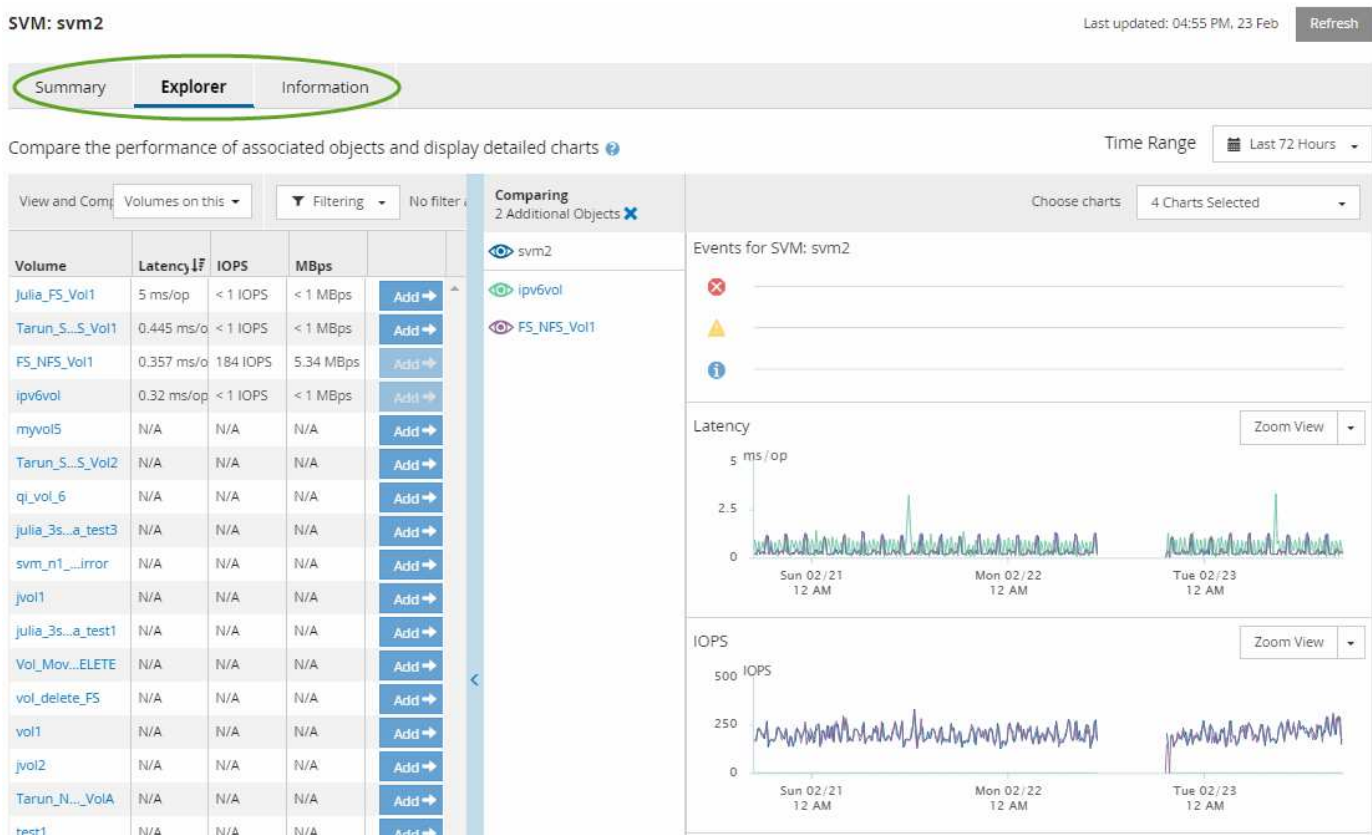 SVM: svm2
Last updated: 04:55 PM, 23 Feb Refresh
Summary Explorer Information
Compare the performance of associated objects and display detailed charts ?
Time Range Last 72 Hours
View and Comp Volumes on this Filtering No filter
Comparing
2 Additional Objects
Choose charts 4 Charts Selected
Volume Latency IOPS MBps
Julia_FS_Vol1 5 ms/op < 1 IOPS < 1 MBps Add
Tarun_S...S_Vol1 0.445 ms/o < 1 IOPS < 1 MBps Add
FS_NFS_Vol1 0.357 ms/o 184 IOPS 5.34 MBps Add
ipv6vol 0.32 ms/op < 1 IOPS < 1 MBps Add
myvol5 N/A N/A N/A Add
Tarun_S...S_Vol2 N/A N/A N/A Add
qi_vol_6 N/A N/A N/A Add
julia_3s...a_test3 N/A N/A N/A Add
svm_n1_...irror N/A N/A N/A Add
jvol1 N/A N/A N/A Add
julia_3s...a_test1 N/A N/A N/A Add
Vol_Mov...ELETE N/A N/A N/A Add
vol_delete_FS N/A N/A N/A Add
vol1 N/A N/A N/A Add
jvol2 N/A N/A N/A Add
Tarun_N..._VolA N/A N/A N/A Add
test1 N/A N/A N/A Add
svm2
ipv6vol
FS_NFS_Vol1
Events for SVM: svm2
Latency Zoom View
5 ms/op
2.5
0
Sun 02/21 Mon 02/22 Tue 02/23
12 AM 12 AM 12 AM
IOPS Zoom View
500 IOPS
250
0
Sun 02/21 Mon 02/22 Tue 02/23
12 AM 12 AM 12 AM